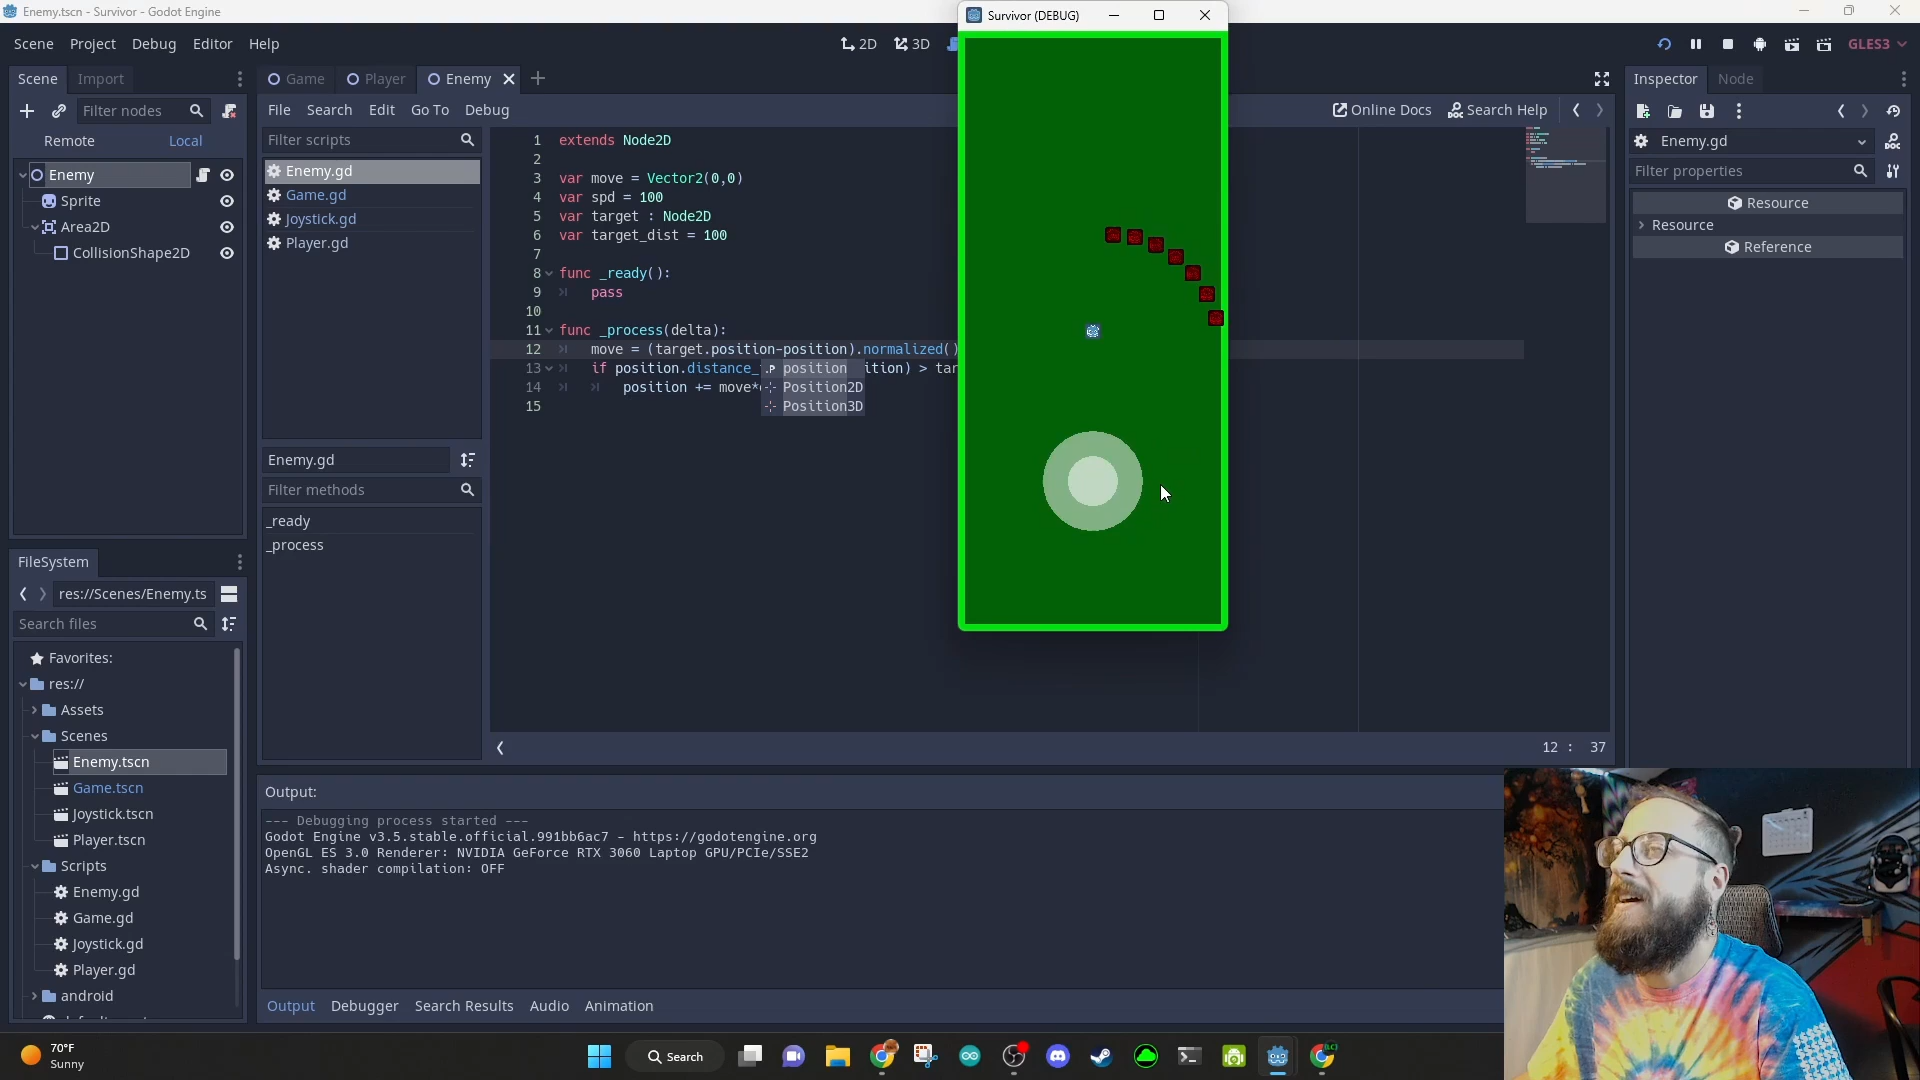 Enemy.tscn - Survivor - Godot Engine
Survivor (DEBUG)
Scene Project Debug Editor Help
2D 3D
GLES3
Scene Import
Game Player Enemy
Inspector Node
Filter nodes
File Search Edit Go To Debug
Online Docs Search Help
Remote Local
Filter scripts
Enemy.gd
Filter properties
Enemy
Sprite
Area2D
CollisionShape2D
Enemy.gd
Game.gd
Joystick.gd
Player.gd
Resource
Resource
Reference
1 extends Node2D
2
3 var move = Vector2(0,0)
4 var spd = 100
5 var target : Node2D
6 var target_dist = 100
7
8 func _ready():
9 pass
10
11 func _process(delta):
12 move = (target.position-position).normalized()
13 if position.distance_ ition) > tar
14 position += move*
15
position
Position2D
Position3D
Enemy.gd
Filter methods
_ready
_process
12 : 37
FileSystem
res://Scenes/Enemy.ts
Search files
Favorites:
res://
Assets
Scenes
Enemy.tscn
Game.tscn
Joystick.tscn
Player.tscn
Scripts
Enemy.gd
Game.gd
Joystick.gd
Player.gd
android
Output:
--- Debugging process started ---
Godot Engine v3.5.stable.official.991bb6ac7 - https://godotengine.org
OpenGL ES 3.0 Renderer: NVIDIA GeForce RTX 3060 Laptop GPU/PCIe/SSE2
Async. shader compilation: OFF
Output Debugger Search Results Audio Animation
70°F
Sunny
Search